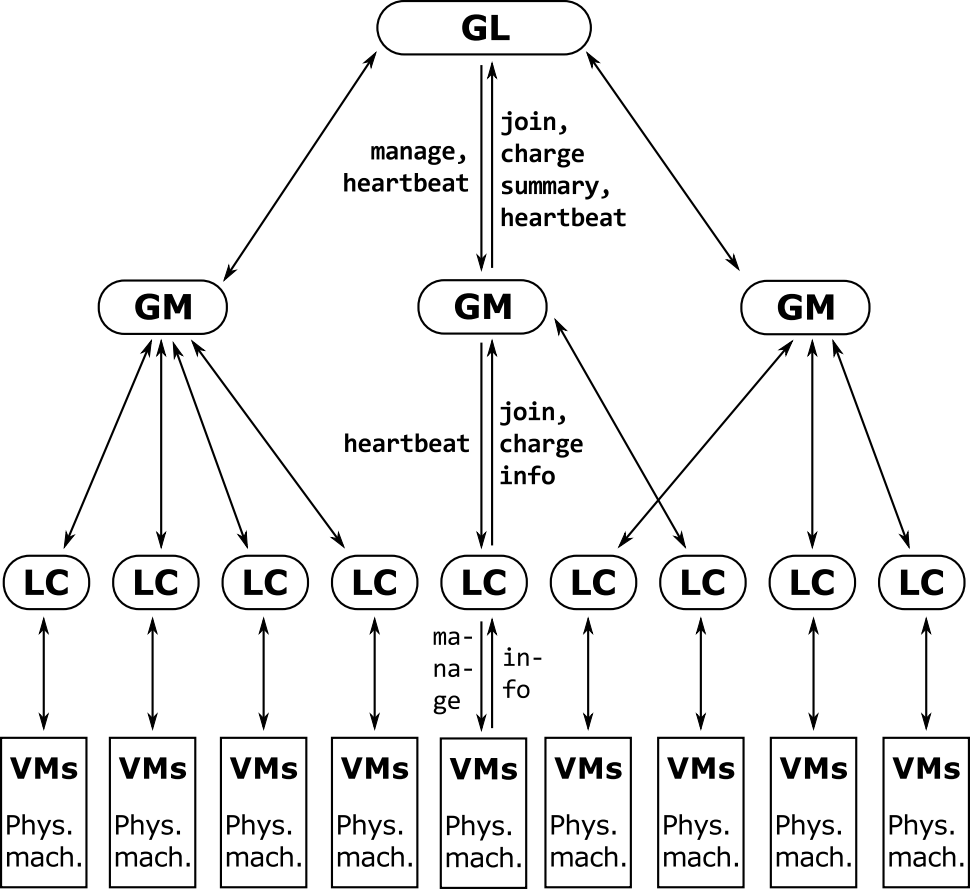 GL
manage,
heartbeat
join,
charge
summary,
heartbeat
GM
GM
GM
heartbeat
join,
charge
info
LC
LC
LC
LC
LC
LC
LC
LC
LC
ma-
na-
ge
in-
fo
VMs
Phys.
mach.
VMs
Phys.
mach.
VMs
Phys.
mach.
VMs
Phys.
mach.
VMs
Phys.
mach.
VMs
Phys.
mach.
VMs
Phys.
mach.
VMs
Phys.
mach.
VMs
Phys.
mach.